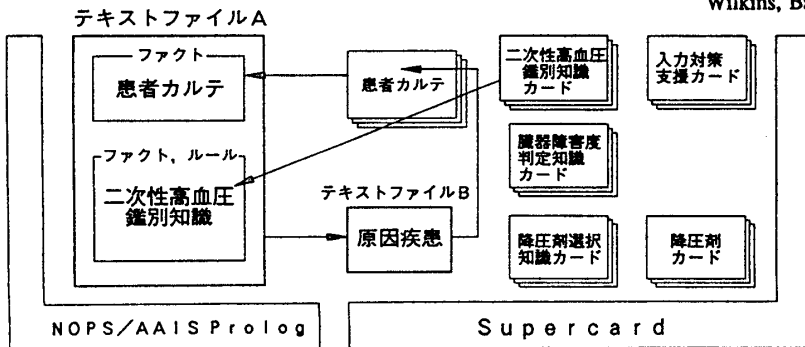 Wilkins, Ba
テキストファイルA
ファクト
患者カルテ
ファクト，ルール
二次性高血圧
鑑別知識
患者カルテ
テキストファイルB
原因疾患
二次性高血圧
鑑別知識
カード
入力対策
支援カード
臓器障害度
判定知識
カード
降圧剤選択
知識カード
降圧剤
カード
NOPS／AAIS Prolog
Supercard